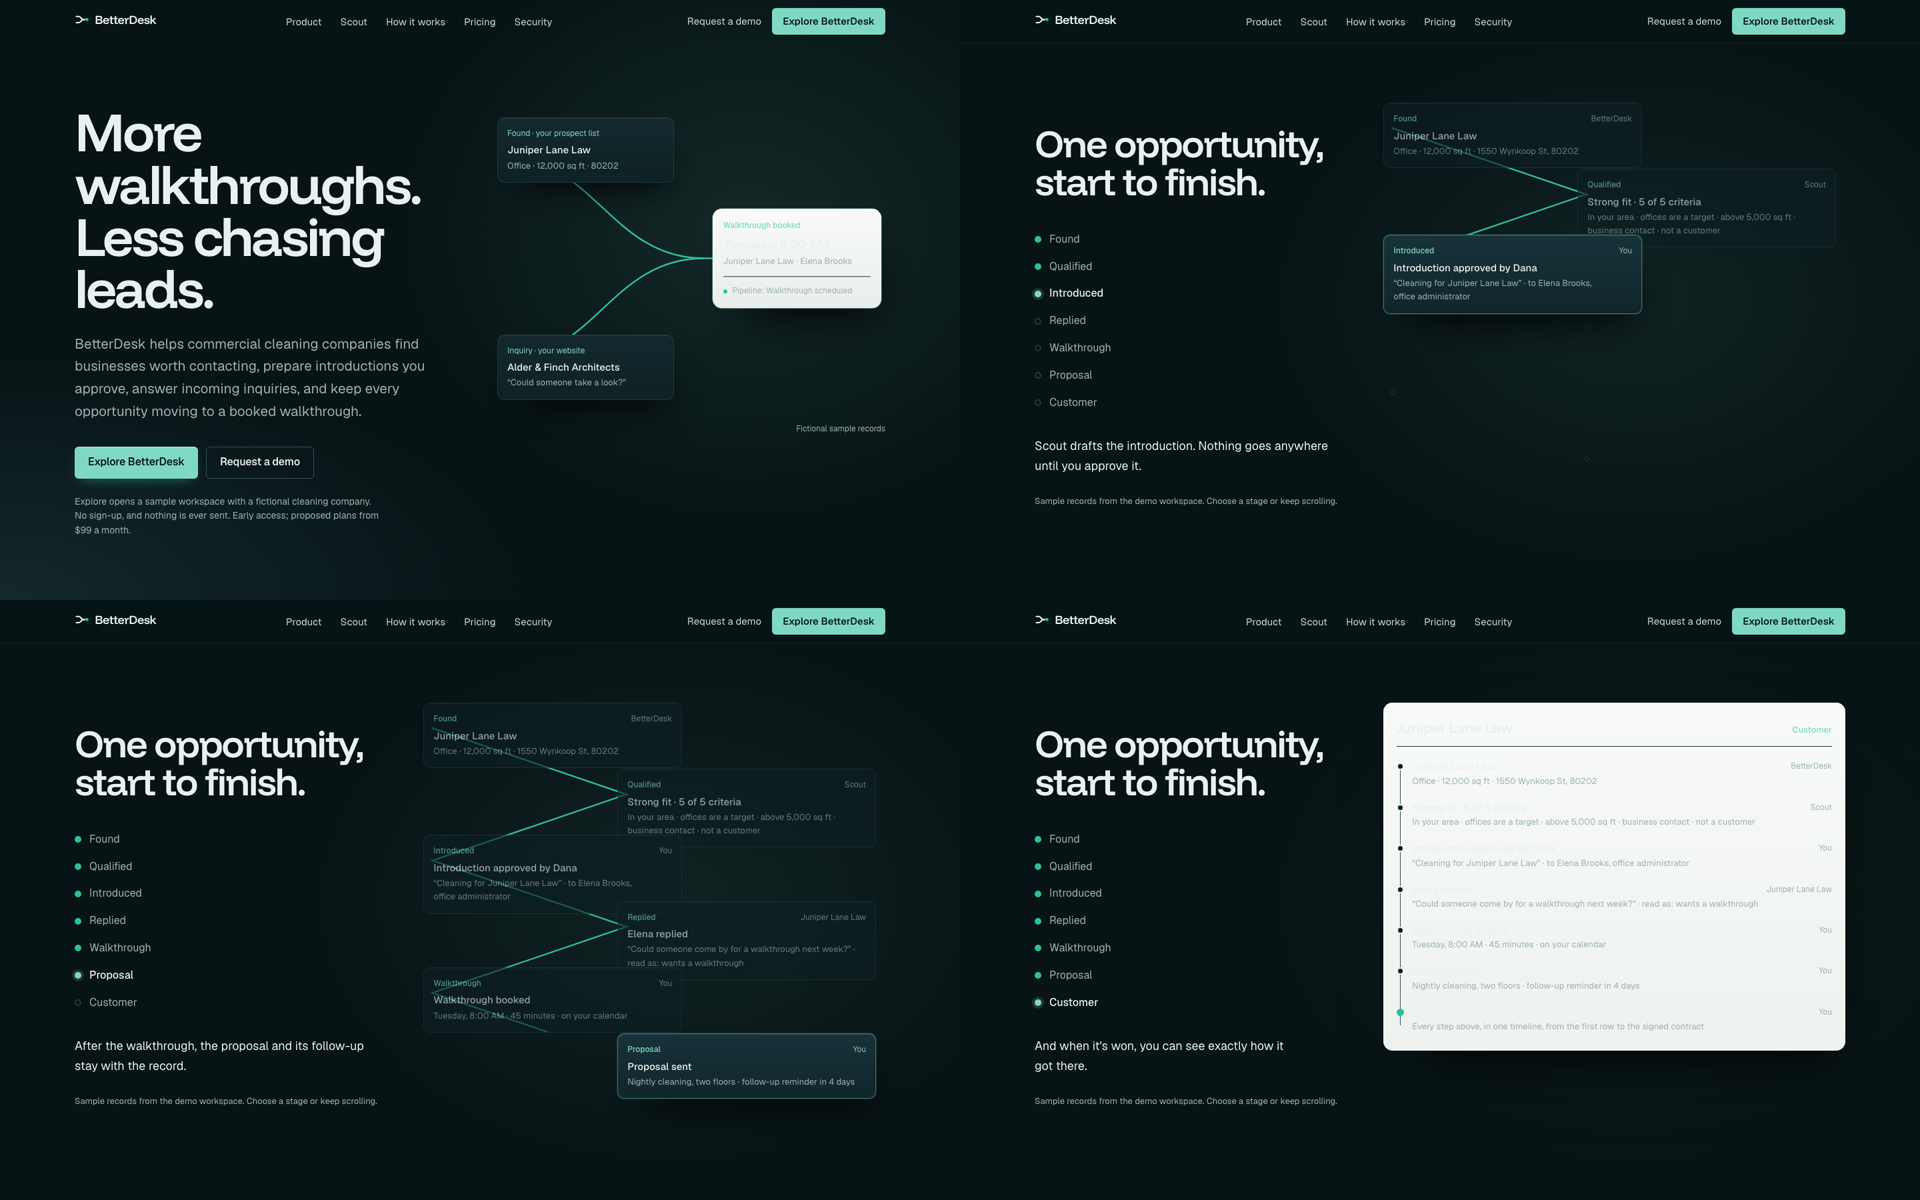 BetterDesk
Product
Scout
How it works
Pricing
Security
Request a demo
Explore BetterDesk
More
walkthroughs.
Less chasing
leads.
BetterDesk helps commercial cleaning companies find
businesses worth contacting, prepare introductions you
approve, answer incoming inquiries, and keep every
opportunity moving to a booked walkthrough.
Explore BetterDesk
Request a demo
Explore opens a sample workspace with a fictional cleaning company.
No sign-up, and nothing is ever sent. Early access; proposed plans from
$99 a month.
Found · your prospect list
Juniper Lane Law
Office · 12,000 sq ft · 80202
Walkthrough booked
Tuesday, 8:00 AM
Juniper Lane Law · Elena Brooks
Pipeline: Walkthrough scheduled
Inquiry · your website
Alder & Finch Architects
“Could someone take a look?”
Fictional sample records
BetterDesk
Product
Scout
How it works
Pricing
Security
Request a demo
Explore BetterDesk
One opportunity,
start to finish.
Found
Qualified
Introduced
Replied
Walkthrough
Proposal
Customer
Scout drafts the introduction. Nothing goes anywhere
until you approve it.
Sample records from the demo workspace. Choose a stage or keep scrolling.
Found
BetterDesk
Juniper Lane Law
Office · 12,000 sq ft · 1550 Wynkoop St, 80202
Qualified
Scout
Strong fit · 5 of 5 criteria
In your area · offices are a target · above 5,000 sq ft ·
business contact · not a customer
Introduced
You
Introduction approved by Dana
“Cleaning for Juniper Lane Law” · to Elena Brooks,
office administrator
BetterDesk
Product
Scout
How it works
Pricing
Security
Request a demo
Explore BetterDesk
One opportunity,
start to finish.
Found
Qualified
Introduced
Replied
Walkthrough
Proposal
Customer
After the walkthrough, the proposal and its follow-up
stay with the record.
Sample records from the demo workspace. Choose a stage or keep scrolling.
Found
BetterDesk
Juniper Lane Law
Office · 12,000 sq ft · 1550 Wynkoop St, 80202
Qualified
Scout
Strong fit · 5 of 5 criteria
In your area · offices are a target · above 5,000 sq ft ·
business contact · not a customer
Introduced
You
Introduction approved by Dana
“Cleaning for Juniper Lane Law” · to Elena Brooks,
office administrator
Replied
Juniper Lane Law
Elena replied
“Could someone come by for a walkthrough next week?” ·
read as: wants a walkthrough
Walkthrough
You
Walkthrough booked
Tuesday, 8:00 AM · 45 minutes · on your calendar
Proposal
You
Proposal sent
Nightly cleaning, two floors · follow-up reminder in 4 days
BetterDesk
Product
Scout
How it works
Pricing
Security
Request a demo
Explore BetterDesk
One opportunity,
start to finish.
Found
Qualified
Introduced
Replied
Walkthrough
Proposal
Customer
And when it's won, you can see exactly how it
got there.
Sample records from the demo workspace. Choose a stage or keep scrolling.
Juniper Lane Law
Customer
Juniper Lane Law
BetterDesk
Office · 12,000 sq ft · 1550 Wynkoop St, 80202
Strong fit · 5 of 5 criteria
Scout
In your area · offices are a target · above 5,000 sq ft · business contact · not a customer
Introduction approved by Dana
You
“Cleaning for Juniper Lane Law” · to Elena Brooks, office administrator
Elena replied
Juniper Lane Law
“Could someone come by for a walkthrough next week?” · read as: wants a walkthrough
You
Tuesday, 8:00 AM · 45 minutes · on your calendar
You
Nightly cleaning, two floors · follow-up reminder in 4 days
You
Every step above, in one timeline, from the first row to the signed contract